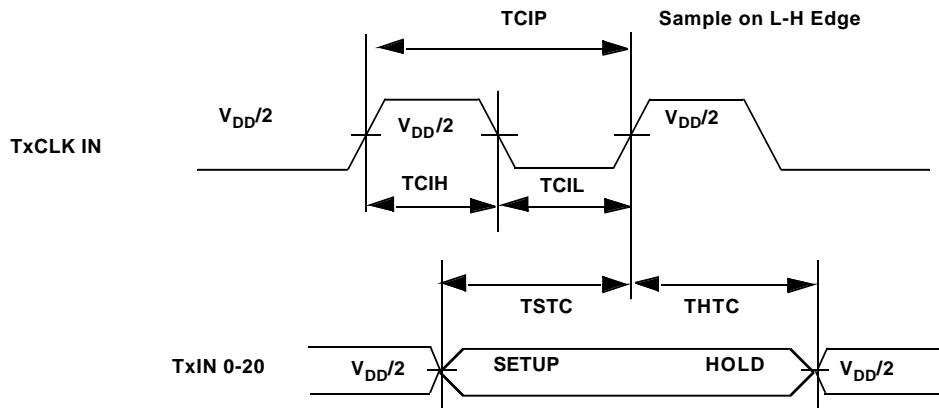 TCIP Sample on L-H Edge
VDD/2
VDD/2
VDD/2
TxCLK IN
TCIH TCIL
TSTC THTC
TxIN 0-20 VDD/2 SETUP HOLD VDD/2